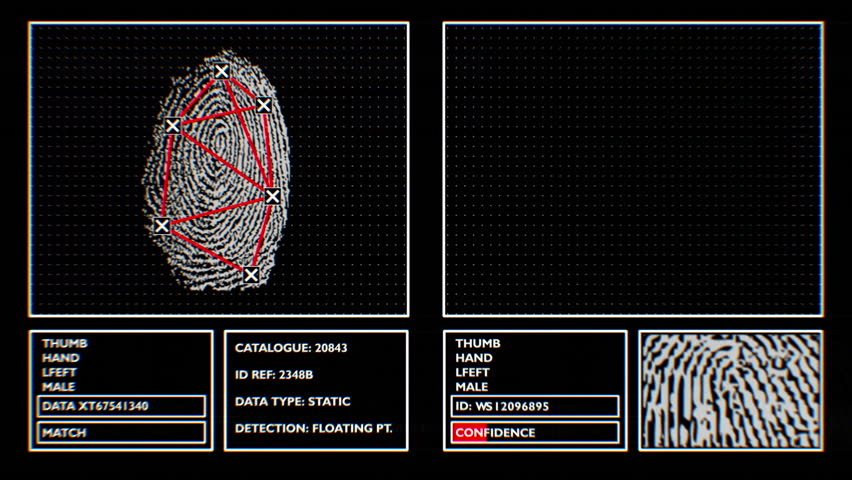 THUMB
HAND
LFEFT
MALE
DATA XT67541340
MATCH
CATALOGUE: 20843
ID REF: 2348B
DATA TYPE: STATIC
DETECTION: FLOATING PT.
THUMB
HAND
LFEFT
MALE
ID: WS12096895
CONFIDENCE